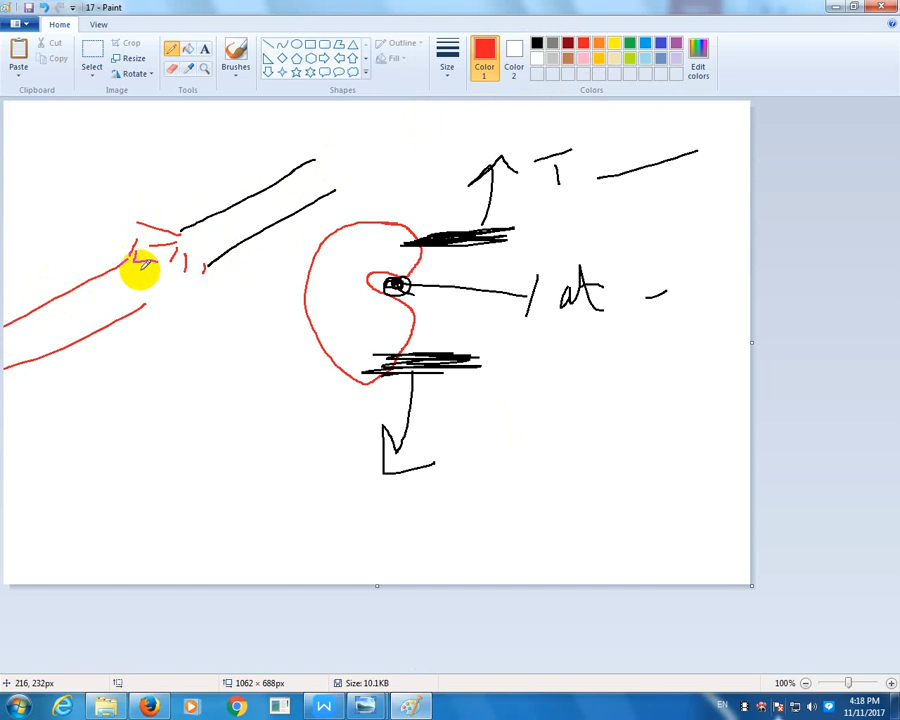 17 - Paint
Home View
Paste
Cut
Copy
Clipboard
Select
Crop
Resize
Rotate
Image
A
Tools
Brushes
Outline
Fill
Shapes
Size
Color 1
Color 2
Edit colors
Colors
T
1 at -
216, 232px
1062 × 688px
Size: 10.1KB
100%
W
EN
4:18 PM
11/11/2017